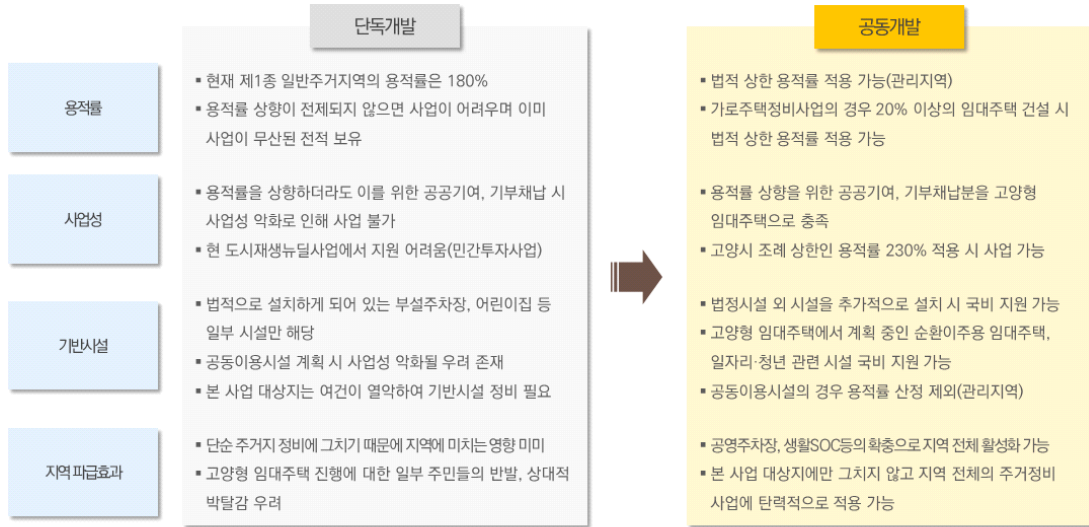 단독개발
공동개발
용적률
▪ 현재 제1종 일반주거지역의 용적률은 180%
▪ 용적률 상향이 전제되지 않으면 사업이 어려우며 이미
사업이 무산된 전적 보유
▪ 법적 상한 용적률 적용 가능(관리지역)
▪ 가로주택정비사업의 경우 20% 이상의 임대주택 건설 시
법적 상한 용적률 적용 가능
사업성
▪ 용적률을 상향하더라도 이를 위한 공공기여, 기부채납 시
사업성 악화로 인해 사업 불가
▪ 현 도시재생뉴딜사업에서 지원 어려움(민간투자사업)
▪ 용적률 상향을 위한 공공기여, 기부채납분을 고양형
임대주택으로 충족
▪ 고양시 조례 상한인 용적률 230% 적용 시 사업 가능
기반시설
▪ 법적으로 설치하게 되어 있는 부설주차장, 어린이집 등
일부 시설만 해당
▪ 공동이용시설 계획 시 사업성 악화될 우려 존재
▪ 본 사업 대상지는 여건이 열악하여 기반시설 정비 필요
▪ 법정시설 외 시설을 추가적으로 설치 시 국비 지원 가능
▪ 고양형 임대주택에서 계획 중인 순환이주용 임대주택,
일자리·청년 관련 시설 국비 지원 가능
▪ 공동이용시설의 경우 용적률 산정 제외(관리지역)
지역 파급효과
▪ 단순 주거지 정비에 그치기 때문에 지역에 미치는 영향 미미
▪ 고양형 임대주택 진행에 대한 일부 주민들의 반발, 상대적
박탈감 우려
▪ 공영주차장, 생활SOC등의 확충으로 지역 전체 활성화 가능
▪ 본 사업 대상지에만 그치지 않고 지역 전체의 주거정비
사업에 탄력적으로 적용 가능